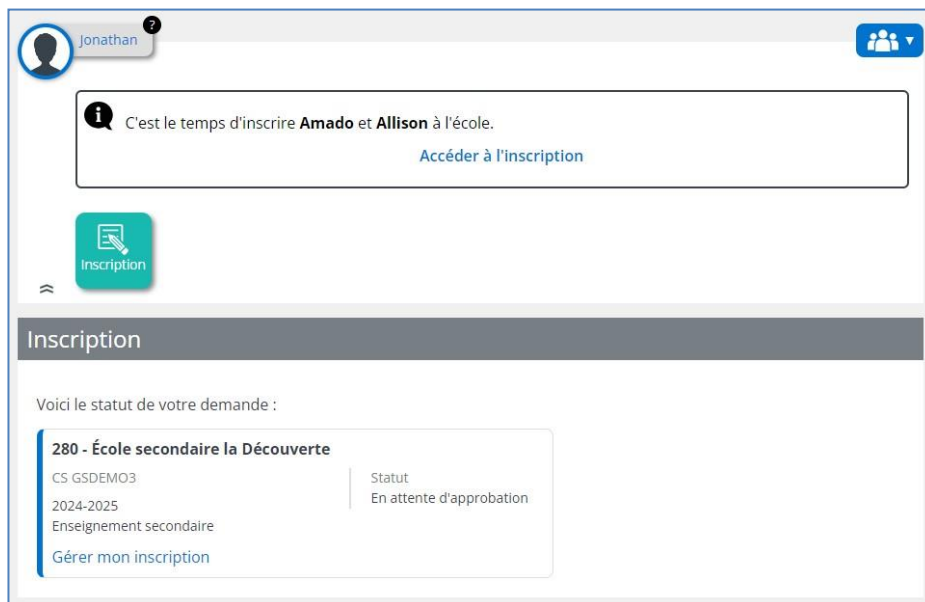 Jonathan
?
C'est le temps d'inscrire Amado et Allison à l'école.
Accéder à l'inscription
Inscription
Inscription
Voici le statut de votre demande :
280 - École secondaire la Découverte
CS GSDEMO3
Statut
En attente d'approbation
2024-2025
Enseignement secondaire
Gérer mon inscription